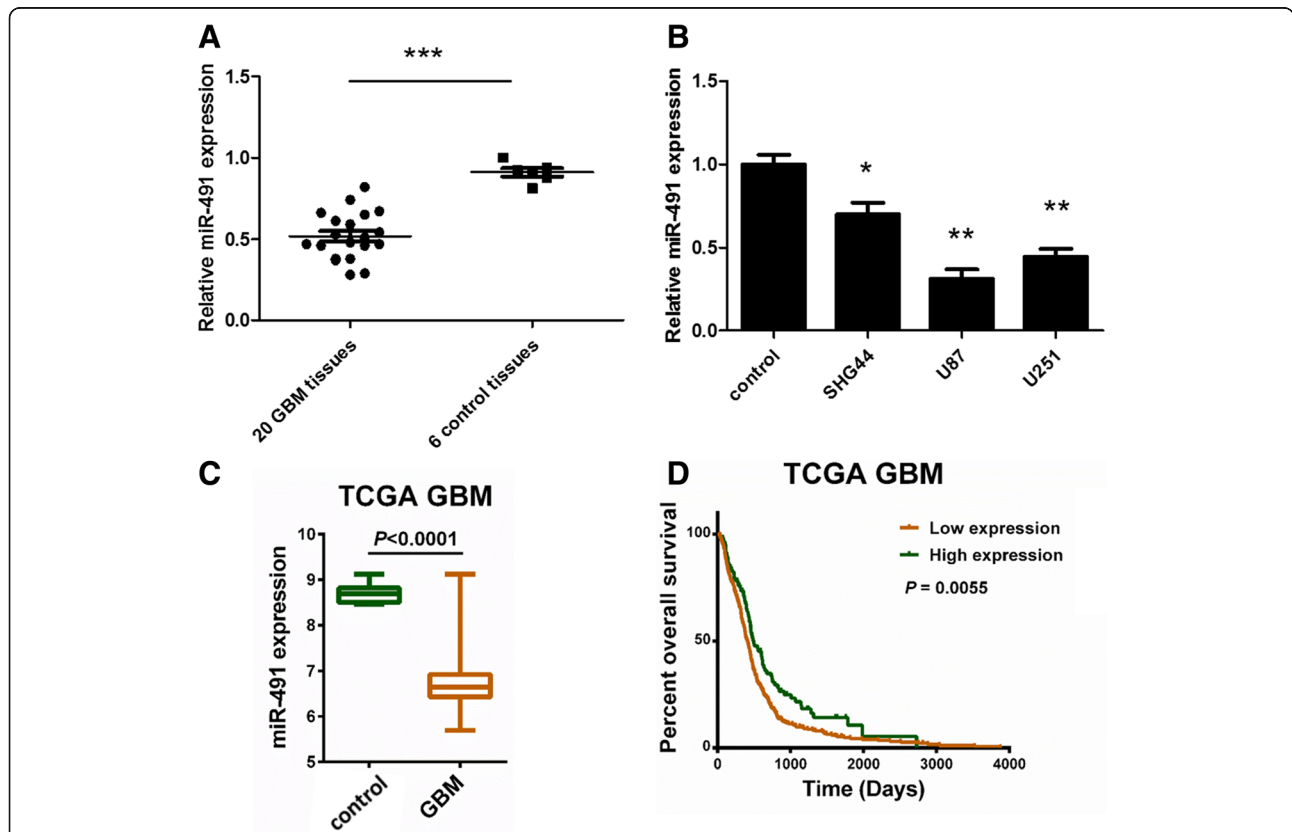 A
***
Relative miR-491 expression
1.5
1.0
0.5
0.0
20 GBM tissues
6 control tissues
B
Relative miR-491 expression
1.5
1.0
0.5
0.0
*
**
**
control
SHG44
U87
U251
C
TCGA GBM
P<0.0001
miR-491 expression
10
9
8
7
6
5
control
GBM
D
TCGA GBM
Low expression
High expression
P = 0.0055
Percent overall survival
100
50
0
0
1000
2000
3000
4000
Time (Days)